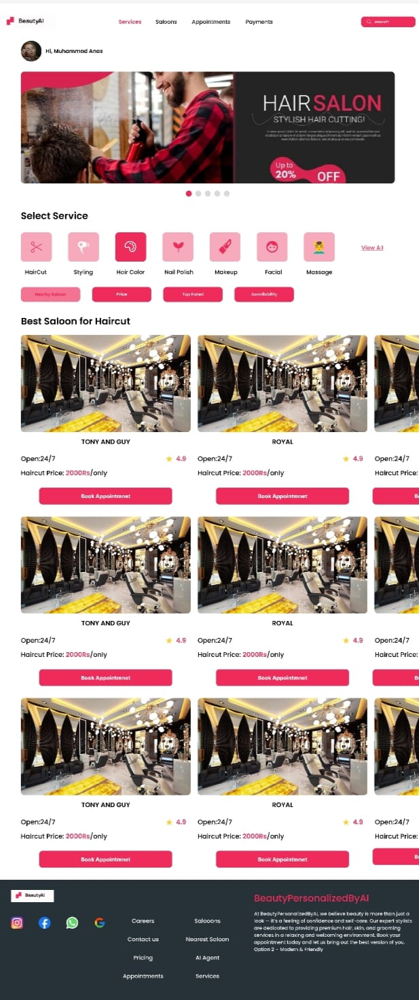 BeautyAI
Services Saloons Appointments Payments
search
Hi, Muhammad Anas
HAIR SALON
STYLISH HAIR CUTTING!
Up to
20% OFF
Select Service
View All
HairCut Styling Hair Color Nail Polish Makeup Facial Massage
Nearby Saloon Price Top Rated Savailability
Best Saloon for Haircut
TONY AND GUY ROYAL
Open:24/7 4.9 Open:24/7 4.9 Open:24/7
Haircut Price: 2000Rs/only Haircut Price: 2000Rs/only Haircut Price:
Book Appointmnet Book Appointmnet B
TONY AND GUY ROYAL
Open:24/7 4.9 Open:24/7 4.9 Open:24/7
Haircut Price: 2000Rs/only Haircut Price: 2000Rs/only Haircut Price:
Book Appointmnet Book Appointmnet B
TONY AND GUY ROYAL
Open:24/7 4.9 Open:24/7 4.9 Open:24/7
Haircut Price: 2000Rs/only Haircut Price: 2000Rs/only Haircut Price:
Book Appointmnet Book Appointmnet B
BeautyAI
Careers Salooons
Contact us Nearest Saloon
Pricing AI Agent
Appointments Services
BeautyPersonalizedByAI
At BeautyPersonalizedByAI, we believe beauty is more than just a
look — it's a feeling of confidence and self-care. Our expert stylists
are dedicated to providing premium hair, skin, and grooming
services in a relaxing and welcoming environment. Book your
appointment today and let us bring out the best version of you.
Option 2 – Modern & Friendly